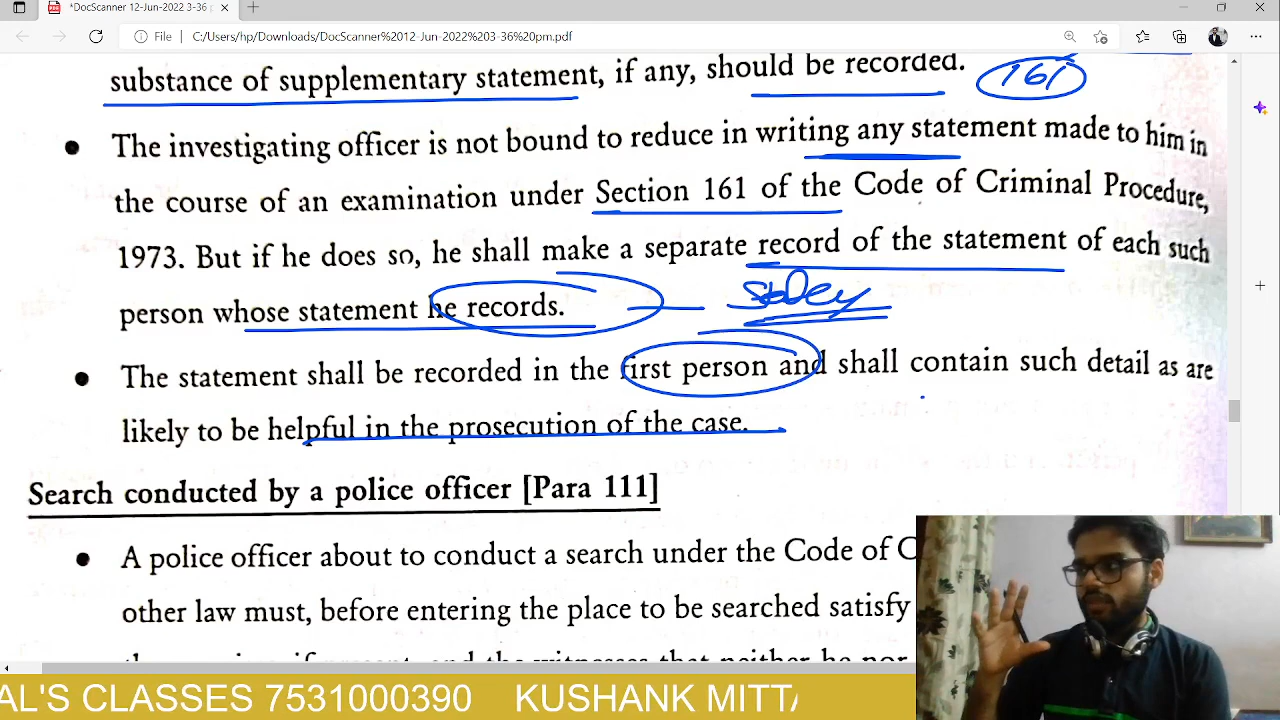 *DocScanner 12-Jun-2022 3-36
File
C:/Users/hp/Downloads/DocScanner%2012-Jun-2022%203-36%20pm.pdf
substance of supplementary statement, if any, should be recorded.
161
The investigating officer is not bound to reduce in writing any statement made to him in
the course of an examination under Section 161 of the Code of Criminal Procedure,
1973. But if he does so, he shall make a separate record of the statement of each such
person whose statement he records.
The statement shall be recorded in the first person and shall contain such detail as are
likely to be helpful in the prosecution of the case.
Search conducted by a police officer [Para 111]
A police officer about to conduct a search under the Code of C
other law must, before entering the place to be searched satisfy
AL'S CLASSES 7531000390 KUSHANK MITTA